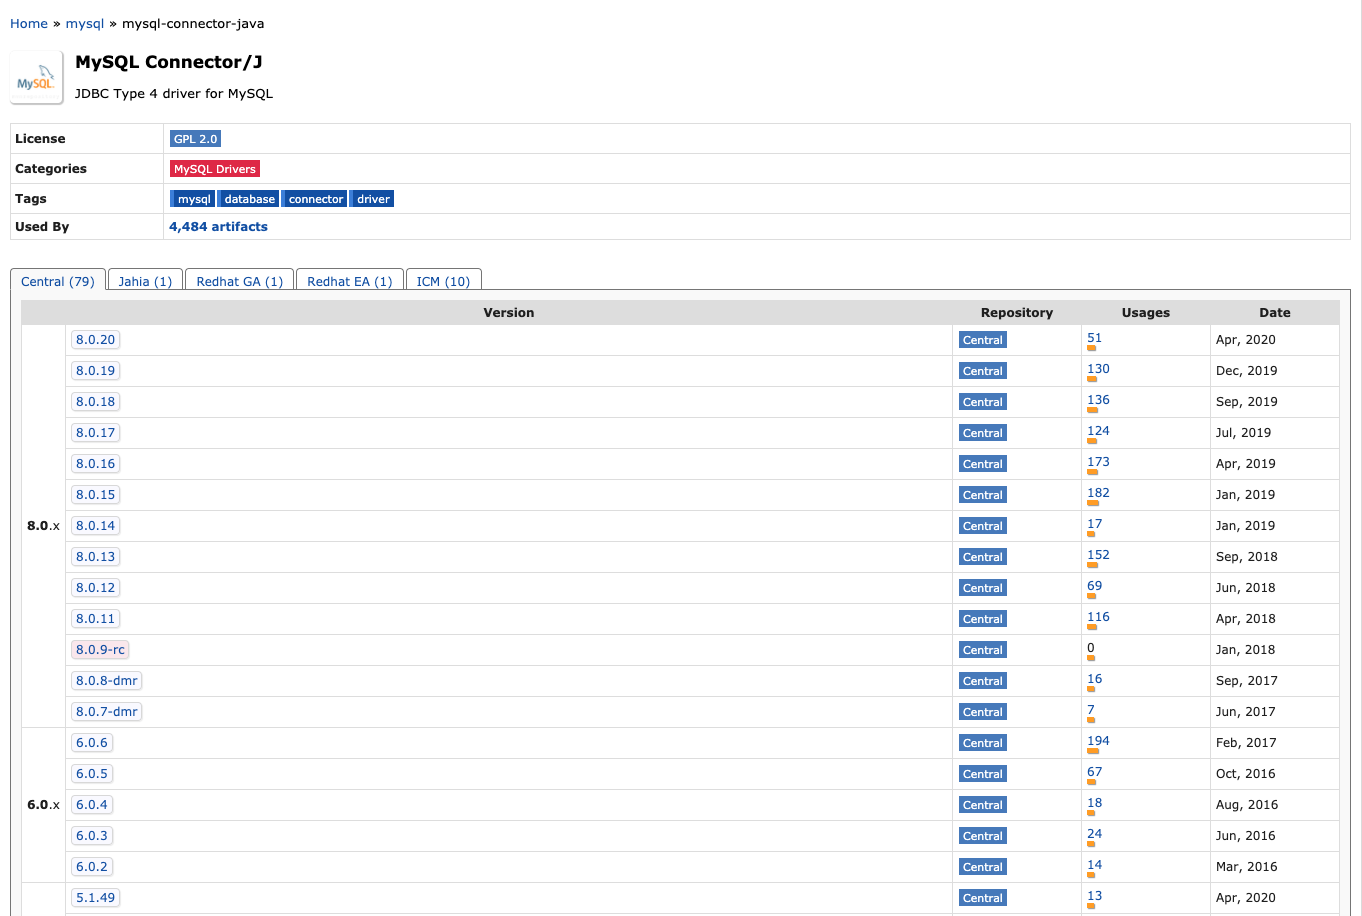 Home » mysql » mysql-connector-java
MySQL
MySQL Connector/J
JDBC Type 4 driver for MySQL
License GPL 2.0
Categories MySQL Drivers
Tags mysql database connector driver
Used By 4,484 artifacts
Central (79) Jahia (1) Redhat GA (1) Redhat EA (1) ICM (10)
Version Repository Usages Date
8.0.20 Central 51 Apr, 2020
8.0.19 Central 130 Dec, 2019
8.0.18 Central 136 Sep, 2019
8.0.17 Central 124 Jul, 2019
8.0.16 Central 173 Apr, 2019
8.0.15 Central 182 Jan, 2019
8.0.x 8.0.14 Central 17 Jan, 2019
8.0.13 Central 152 Sep, 2018
8.0.12 Central 69 Jun, 2018
8.0.11 Central 116 Apr, 2018
8.0.9-rc Central 0 Jan, 2018
8.0.8-dmr Central 16 Sep, 2017
8.0.7-dmr Central 7 Jun, 2017
6.0.6 Central 194 Feb, 2017
6.0.5 Central 67 Oct, 2016
6.0.x 6.0.4 Central 18 Aug, 2016
6.0.3 Central 24 Jun, 2016
6.0.2 Central 14 Mar, 2016
5.1.49 Central 13 Apr, 2020